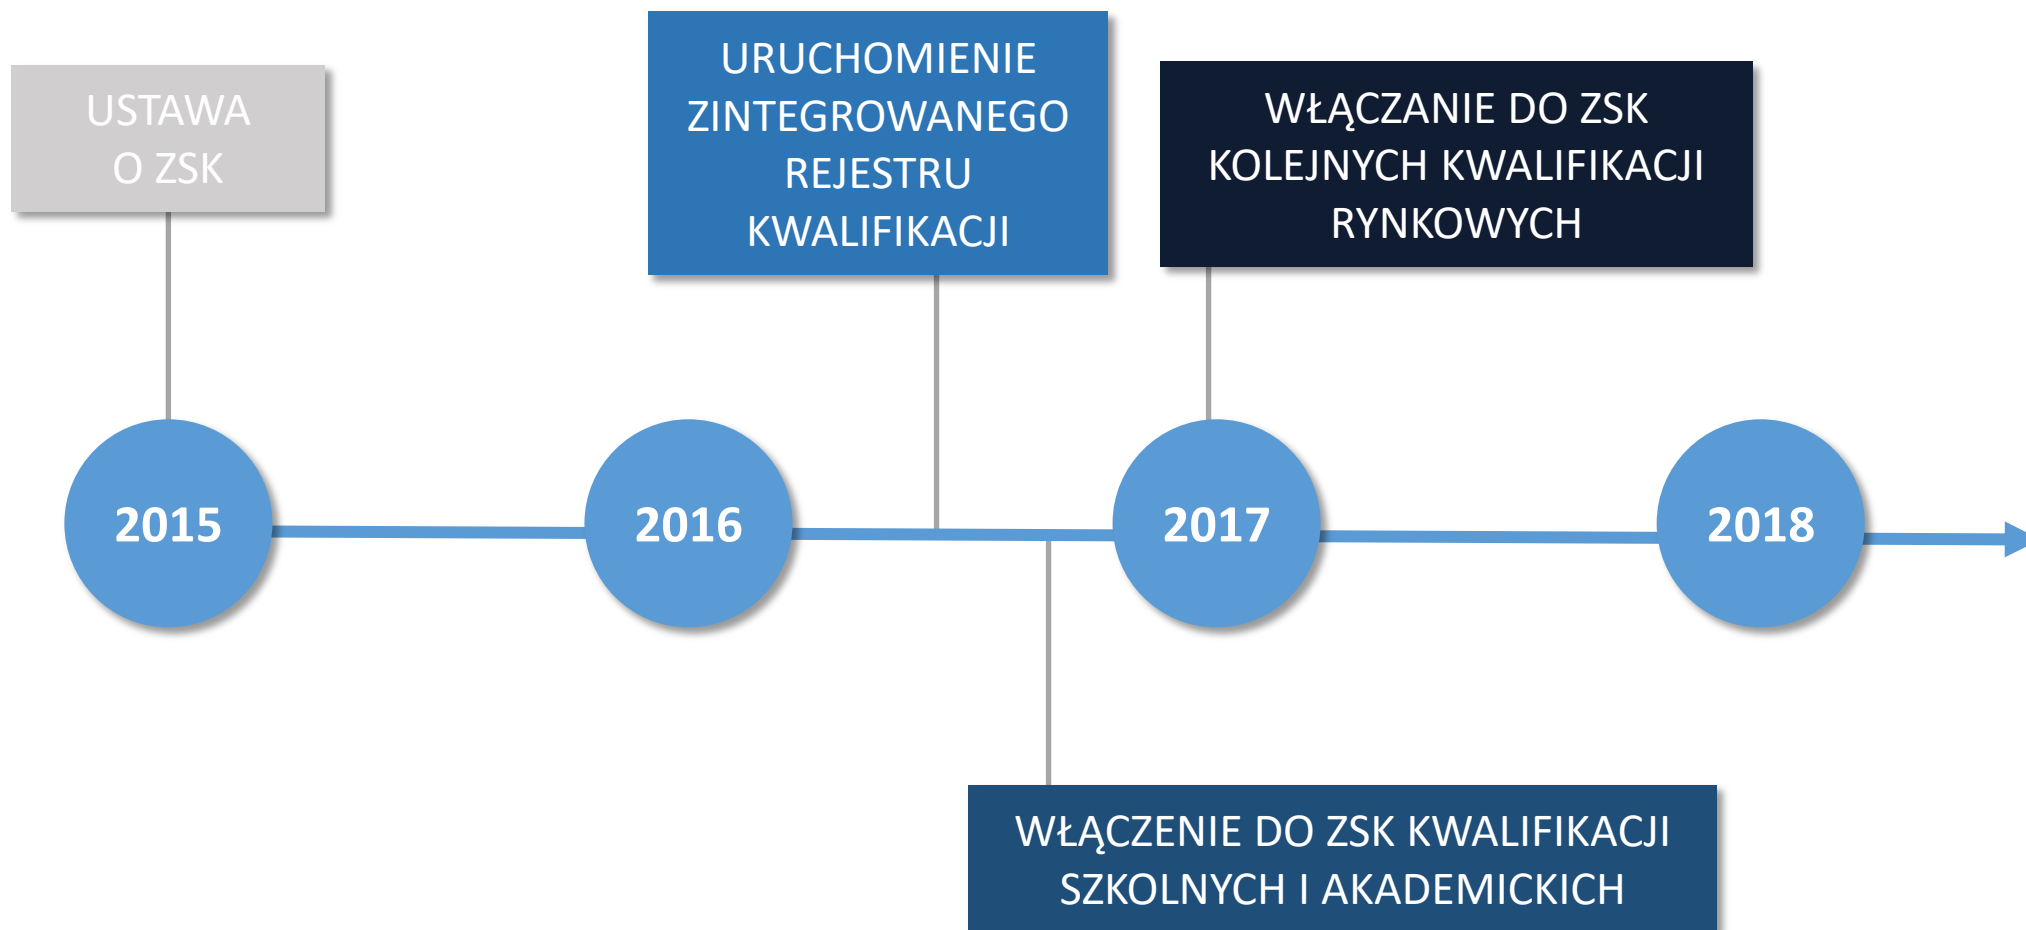 USTAWA
O ZSK
URUCHOMIENIE
ZINTEGROWANEGO
REJESTRU
KWALIFIKACJI
WŁĄCZANIE DO ZSK
KOLEJNYCH KWALIFIKACJI
RYNKOWYCH
2015
2016
2017
2018
WŁĄCZENIE DO ZSK KWALIFIKACJI
SZKOLNYCH I AKADEMICKICH